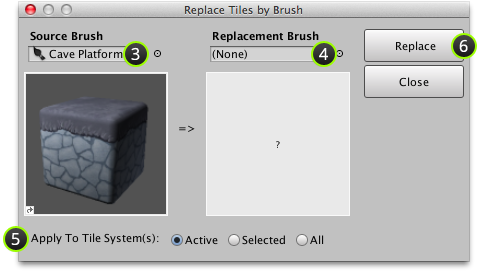 Replace Tiles by Brush
Source Brush
Replacement Brush
Cave Platform
3
(None)
4
Replace
6
Close
=>
?
5
Apply To Tile System(s):
Active
Selected
All